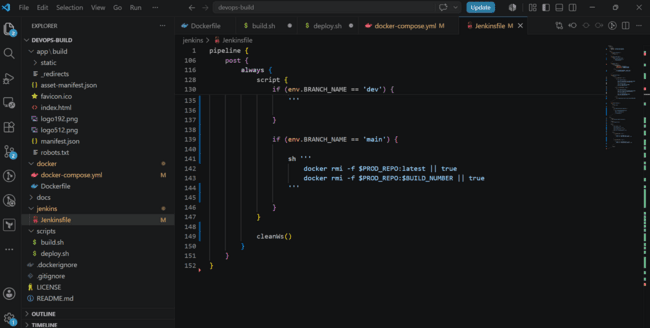 File Edit Selection View Go Run ··· devops-build Update
EXPLORER ···
DEVOPS-BUILD
app \ build
static
_redirects
asset-manifest.json
favicon.ico
index.html
logo192.png
logo512.png
manifest.json
robots.txt
docker
docker-compose.yml M
Dockerfile
docs
jenkins
Jenkinsfile M
scripts
build.sh
deploy.sh
.dockerignore
.gitignore
LICENSE
README.md
OUTLINE
TIMELINE
Dockerfile build.sh deploy.sh docker-compose.yml M Jenkinsfile M
jenkins > Jenkinsfile
1 pipeline {
106 post {
116 always {
128 script {
130 if (env.BRANCH_NAME == 'dev') {
135 '''
136
137 }
138
139 if (env.BRANCH_NAME == 'main') {
140
141 sh '''
142 docker rmi -f $PROD_REPO:latest || true
143 docker rmi -f $PROD_REPO:$BUILD_NUMBER || true
144 '''
145
146 }
147 }
148
149 cleanWs()
150 }
151 }
152 }